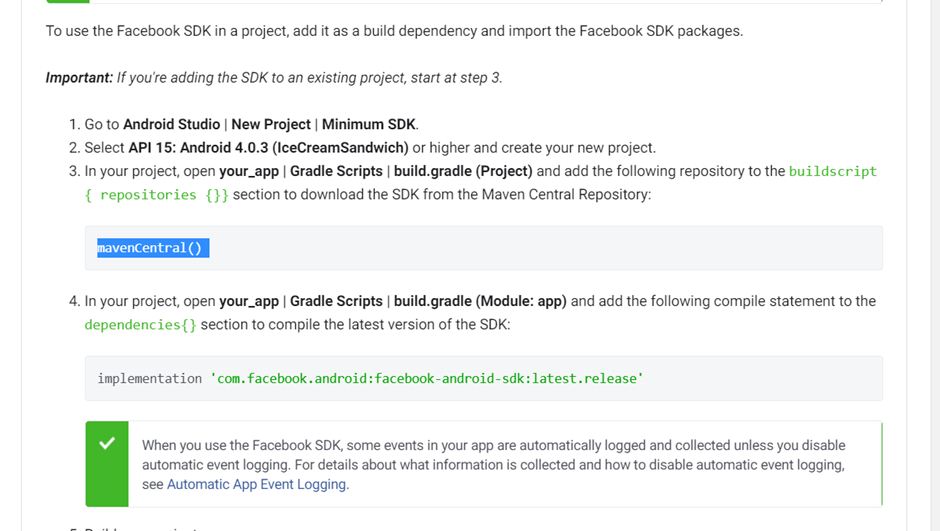 To use the Facebook SDK in a project, add it as a build dependency and import the Facebook SDK packages.
Important: If you're adding the SDK to an existing project, start at step 3.
1. Go to Android Studio | New Project | Minimum SDK.
2. Select API 15: Android 4.0.3 (IceCreamSandwich) or higher and create your new project.
3. In your project, open your_app | Gradle Scripts | build.gradle (Project) and add the following repository to the buildscript
{ repositories {}} section to download the SDK from the Maven Central Repository:
mavenCentral()
4. In your project, open your_app | Gradle Scripts | build.gradle (Module: app) and add the following compile statement to the
dependencies{} section to compile the latest version of the SDK:
implementation 'com.facebook.android:facebook-android-sdk:latest.release'
When you use the Facebook SDK, some events in your app are automatically logged and collected unless you disable
automatic event logging. For details about what information is collected and how to disable automatic event logging,
see Automatic App Event Logging.